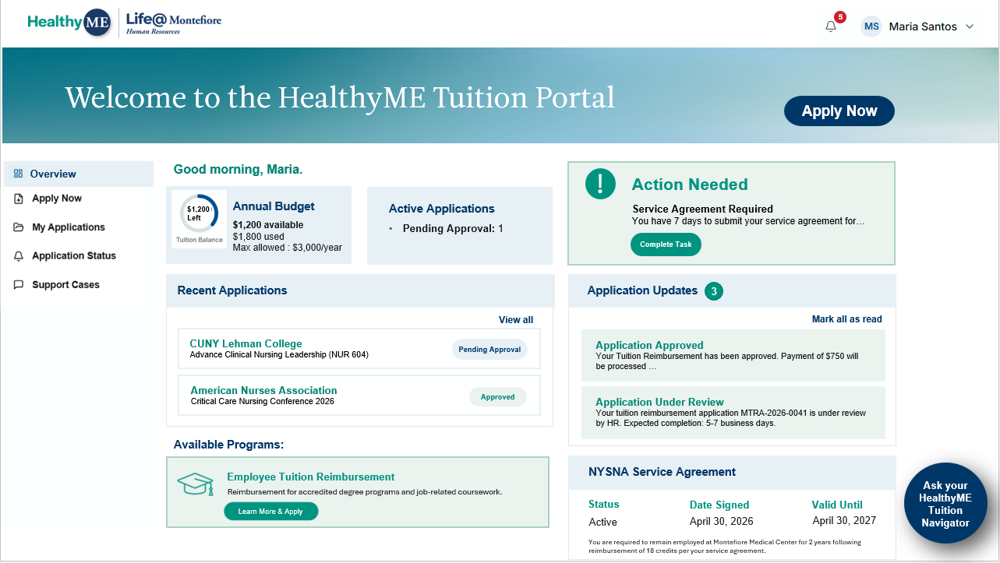 HealthyME
Life@ Montefiore
Human Resources
5
MS
Maria Santos
Welcome to the HealthyME Tuition Portal
Apply Now
Overview
Apply Now
My Applications
Application Status
Support Cases
Good morning, Maria.
$1,200
Left
Tuition Balance
Annual Budget
$1,200 available
$1,800 used
Max allowed : $3,000/year
Active Applications
• Pending Approval: 1
!
Action Needed
Service Agreement Required
You have 7 days to submit your service agreement for…
Complete Task
Recent Applications
View all
CUNY Lehman College
Advance Clinical Nursing Leadership (NUR 604)
Pending Approval
American Nurses Association
Critical Care Nursing Conference 2026
Approved
Application Updates 3
Mark all as read
Application Approved
Your Tuition Reimbursement has been approved. Payment of $750 will
be processed …
Application Under Review
Your tuition reimbursement application MTRA-2026-0041 is under review
by HR. Expected completion: 5-7 business days.
Available Programs:
Employee Tuition Reimbursement
Reimbursement for accredited degree programs and job-related coursework.
Learn More & Apply
NYSNA Service Agreement
Status
Active
Date Signed
April 30, 2026
Valid Until
April 30, 2027
You are required to remain employed at Montefiore Medical Center for 2 years following
reimbursement of 18 credits per your service agreement.
Ask your
HealthyME
Tuition
Navigator